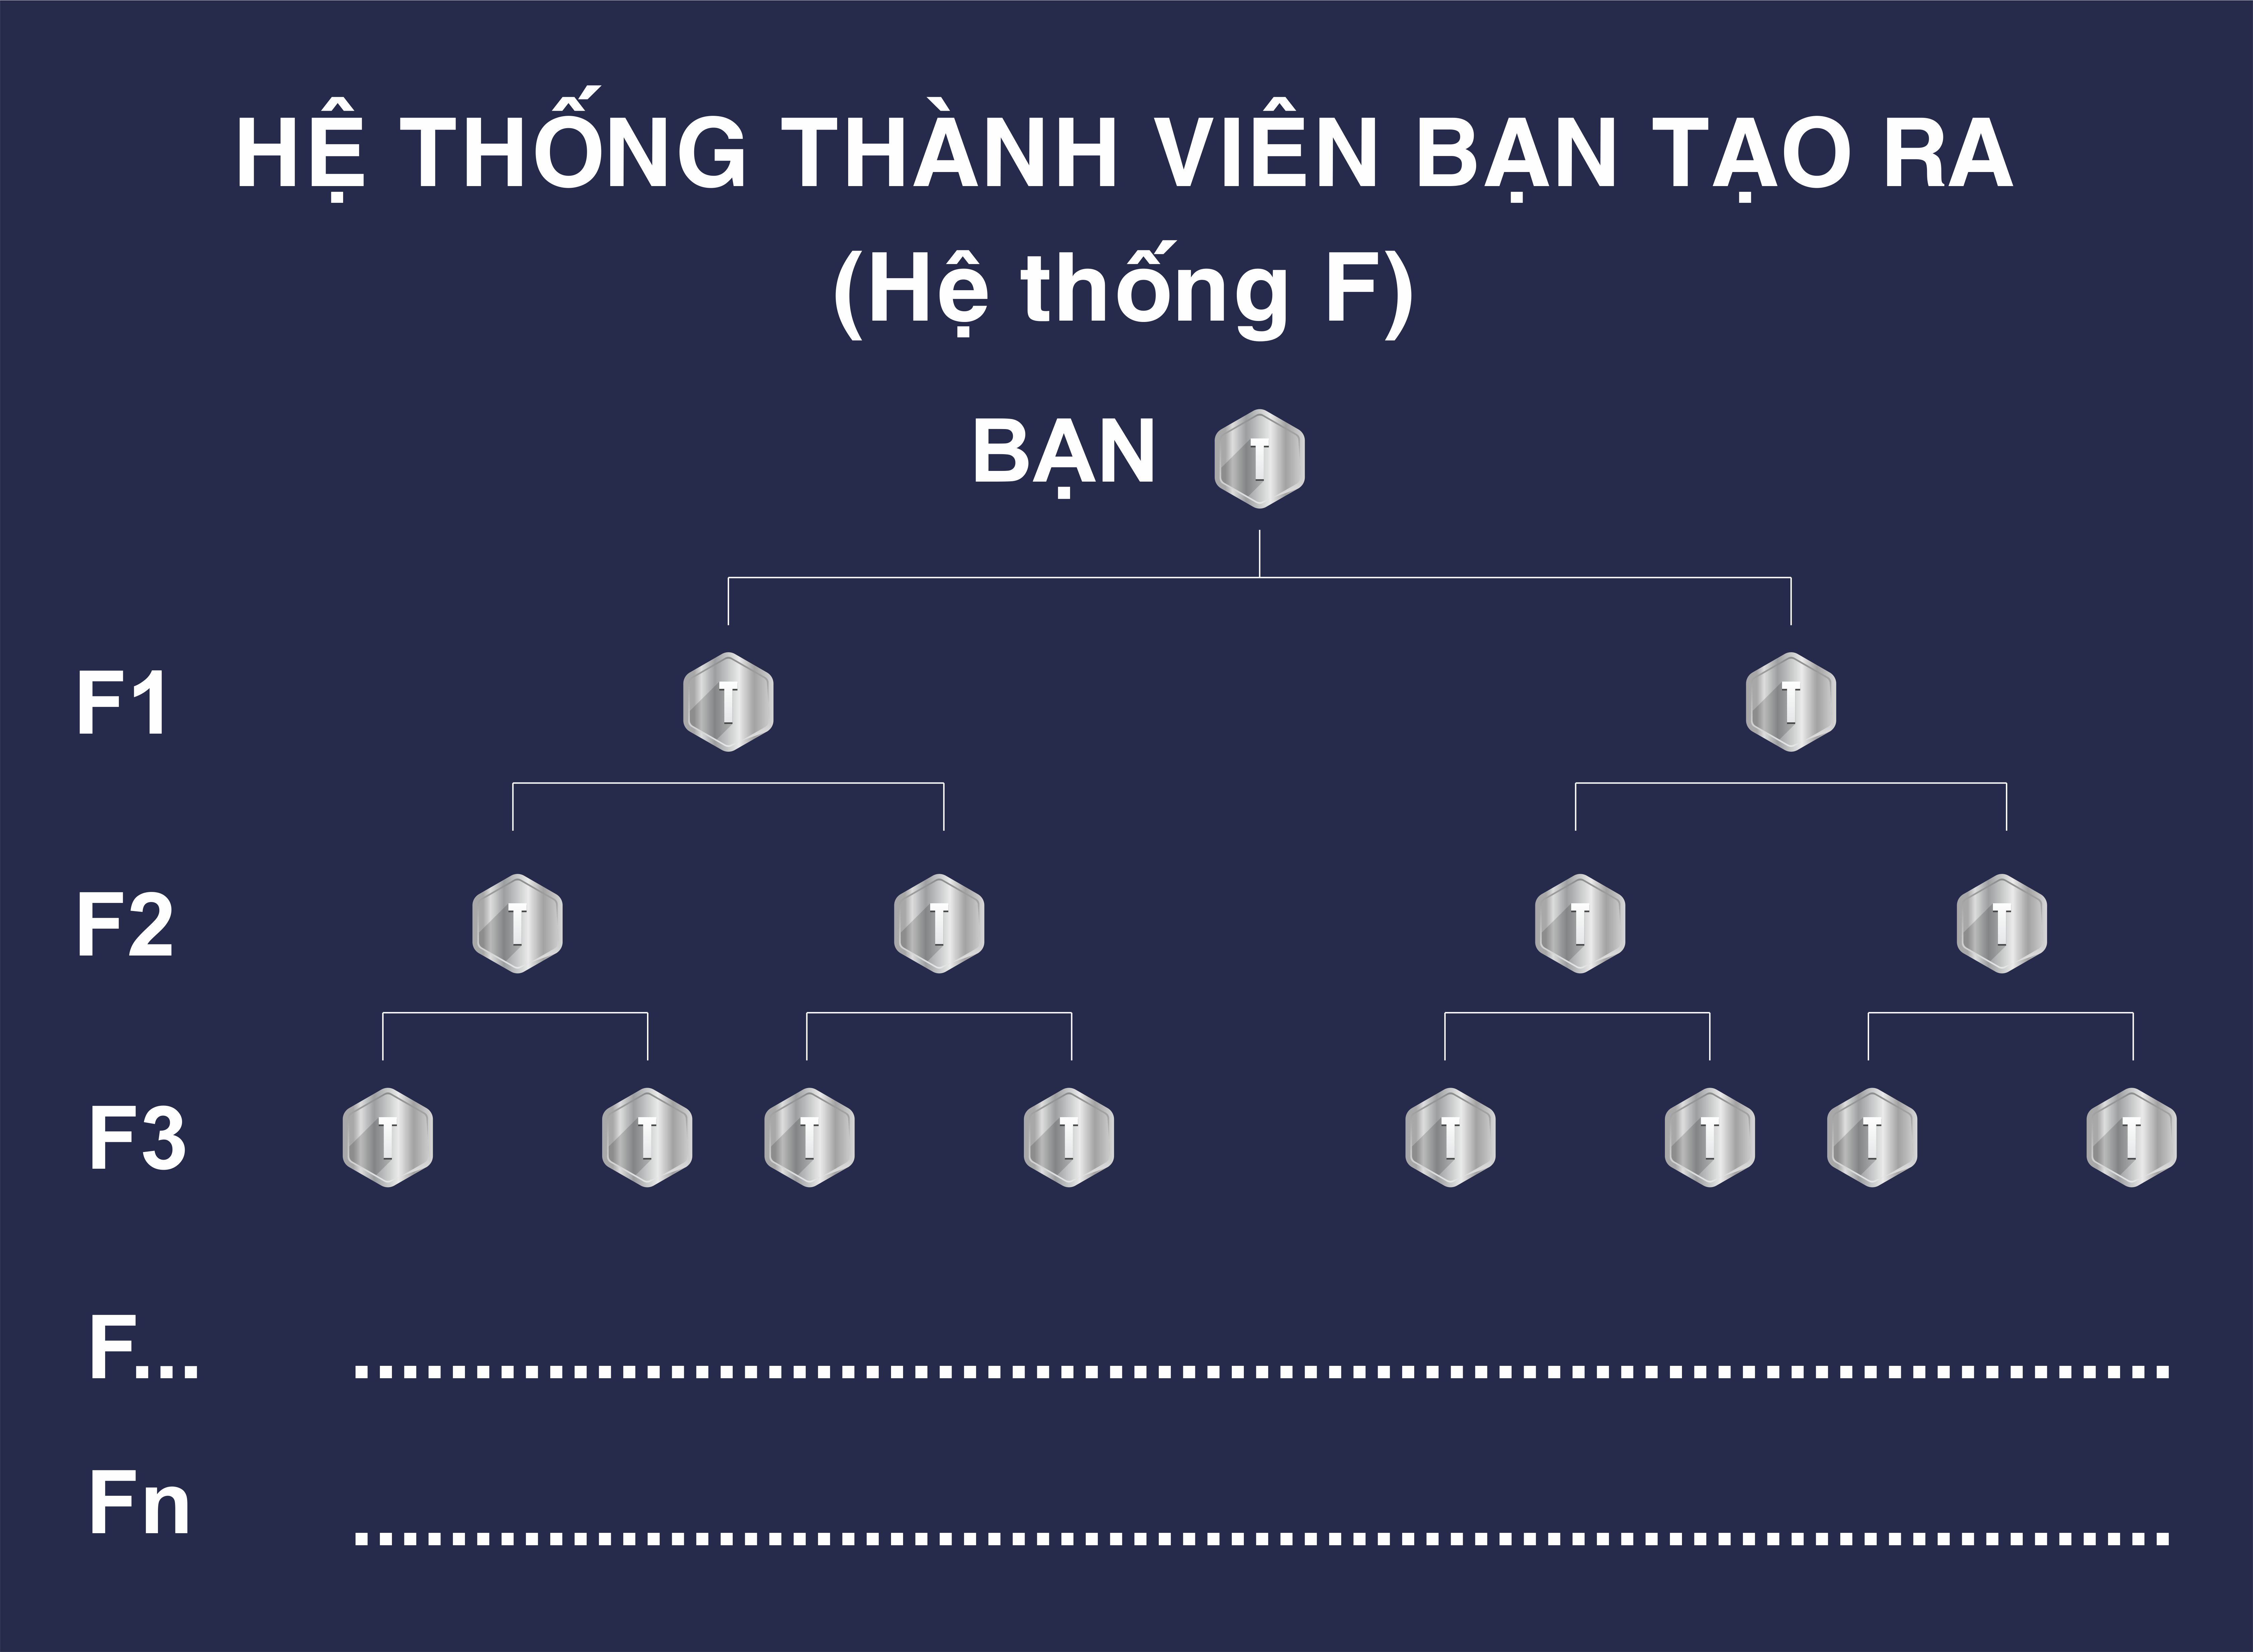 HỆ THỐNG THÀNH VIÊN BẠN TẠO RA
(Hệ thống F)
BẠN T
F1 T T
F2 T T T T
F3 T T T T T T T T
F... ...........................................................................
Fn ...........................................................................